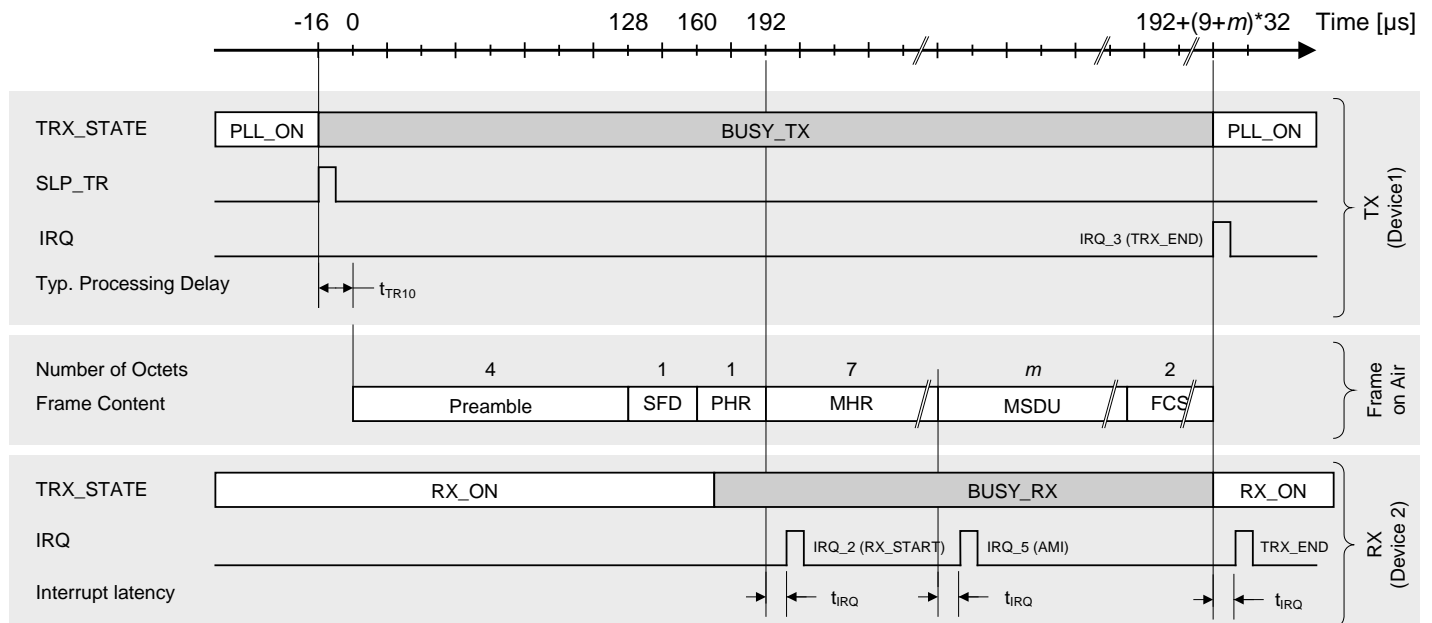 -16 0 128 160 192 192+(9+m)*32 Time [µs]
TRX_STATE PLL_ON BUSY_TX PLL_ON
SLP_TR
IRQ IRQ_3 (TRX_END)
Typ. Processing Delay tTR10
TX
(Device1)
Number of Octets 4 1 1 7 m 2
Frame Content Preamble SFD PHR MHR MSDU FCS
Frame
on Air
TRX_STATE RX_ON BUSY_RX RX_ON
IRQ IRQ_2 (RX_START) IRQ_5 (AMI) TRX_END
Interrupt latency tIRQ tIRQ tIRQ
RX
(Device 2)